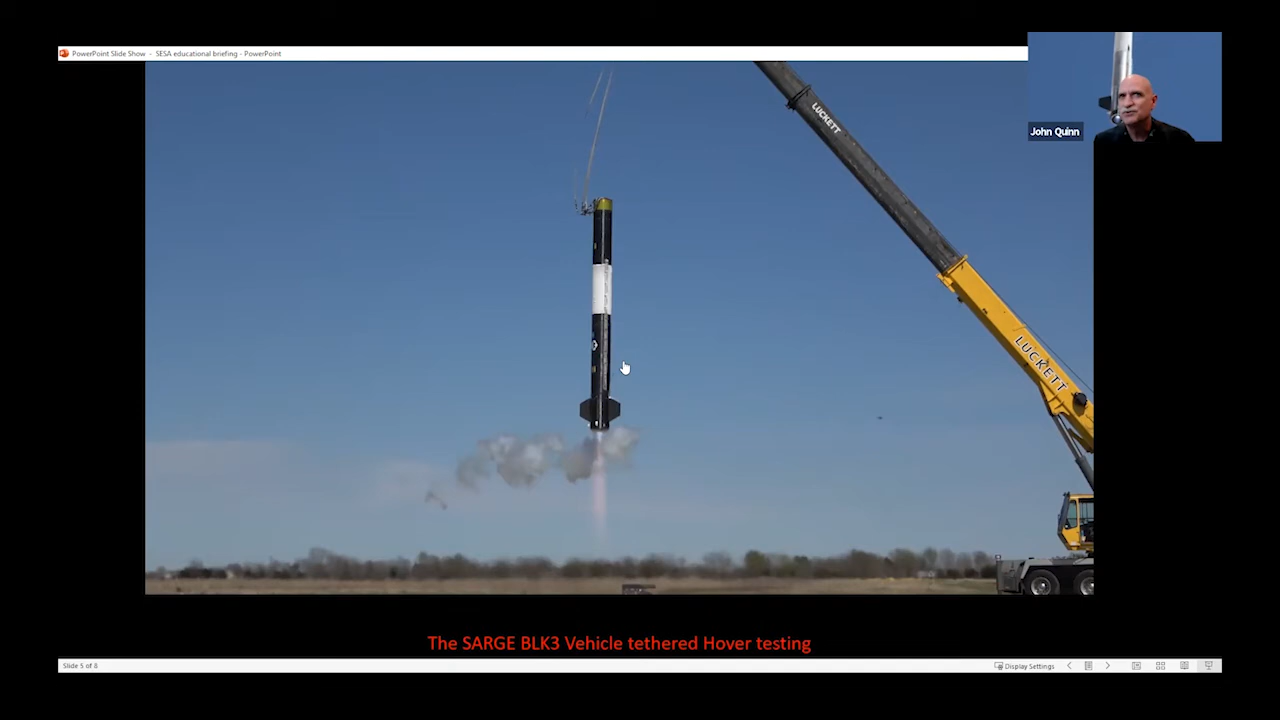 PowerPoint Slide Show - SESA educational briefing - PowerPoint
John Quinn
LUCKETT
LUCKETT
The SARGE BLK3 Vehicle tethered Hover testing
Slide 5 of 8
Display Settings